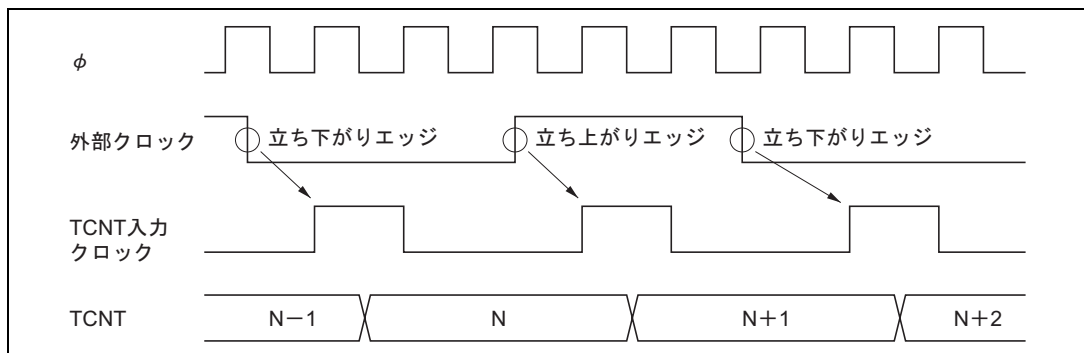 φ
外部クロック
立ち下がりエッジ
立ち上がりエッジ
立ち下がりエッジ
TCNT入力
クロック
TCNT
N−1
N
N+1
N+2